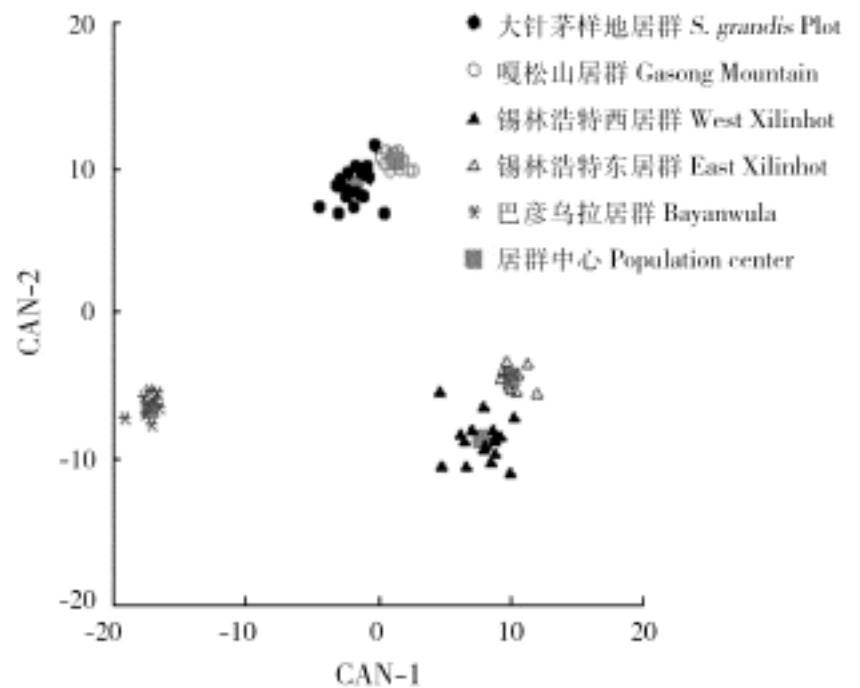 20
10
0
-10
-20
CAN-2
大针茅样地居群 S. grandis Plot
嘎松山居群 Gasong Mountain
锡林浩特西居群 West Xilinhot
锡林浩特东居群 East Xilinhot
巴彦乌拉居群 Bayanwula
居群中心 Population center
-20 -10 0 10 20
CAN-1